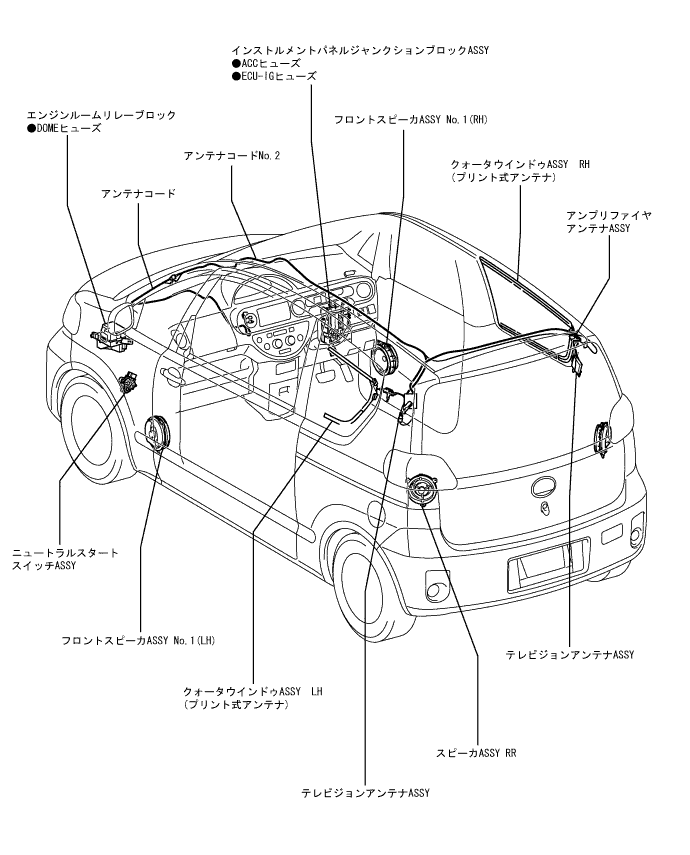 インストルメントパネルジャンクションブロックASSY
●ACCヒューズ
●ECU-IGヒューズ
エンジンルームリレーブロック
●DOMEヒューズ
フロントスピーカASSY No.1(RH)
アンテナコードNo.2
クォータウインドゥASSY RH
(プリント式アンテナ)
アンテナコード
アンプリファイヤ
アンテナASSY
ニュートラルスタート
スイッチASSY
フロントスピーカASSY No.1(LH)
テレビジョンアンテナASSY
クォータウインドゥASSY LH
(プリント式アンテナ)
スピーカASSY RR
テレビジョンアンテナASSY